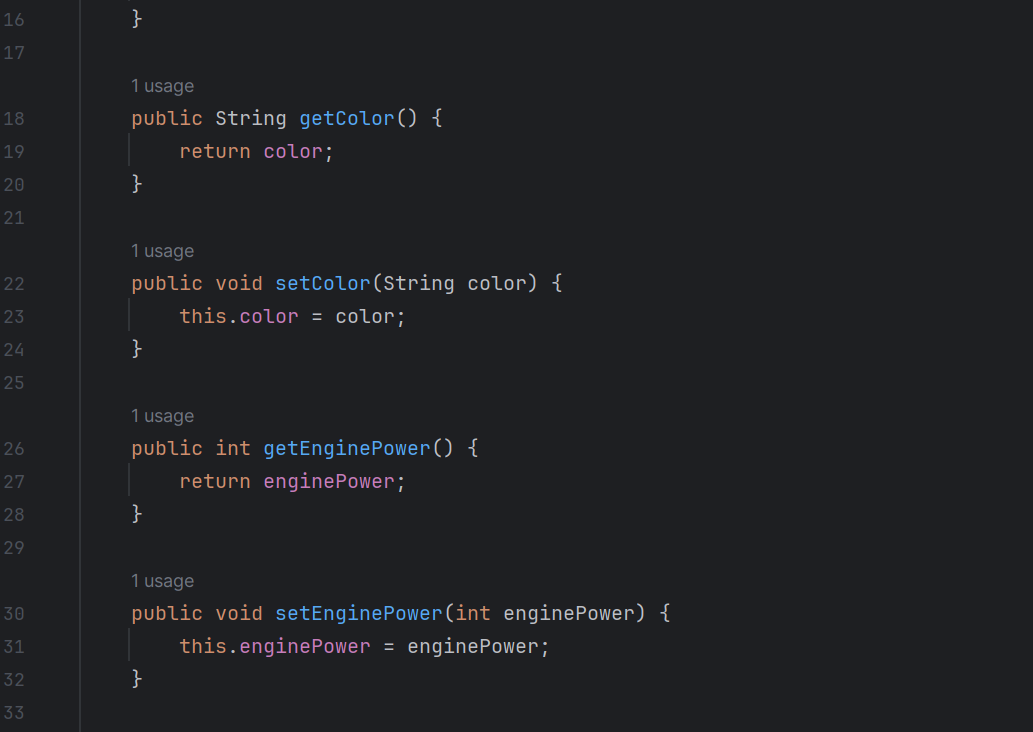 16 }
17
1 usage
18 public String getColor() {
19 return color;
20 }
21
1 usage
22 public void setColor(String color) {
23 this.color = color;
24 }
25
1 usage
26 public int getEnginePower() {
27 return enginePower;
28 }
29
1 usage
30 public void setEnginePower(int enginePower) {
31 this.enginePower = enginePower;
32 }
33